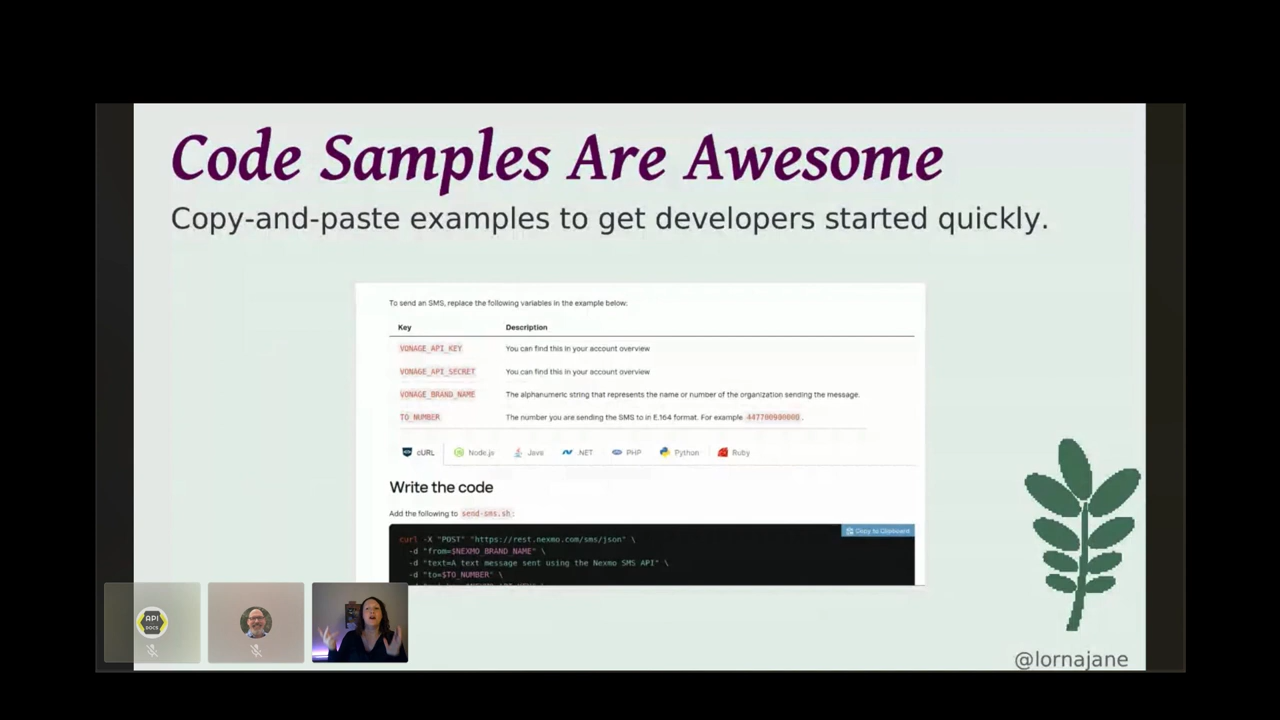 Code Samples Are Awesome
Copy-and-paste examples to get developers started quickly.
To send an SMS, replace the following variables in the example below:
Key Description
VONAGE_API_KEY You can find this in your account overview
VONAGE_API_SECRET You can find this in your account overview
VONAGE_BRAND_NAME The alphanumeric string that represents the name or number of the organization sending the message.
TO_NUMBER The number you are sending the SMS to in E.164 format. For example 447700900000.
cURL Node.js Java .NET PHP Python Ruby
Write the code
Add the following to send-sms.sh:
Copy to Clipboard
curl -X "POST" "https://rest.nexmo.com/sms/json" \
-d "from=$NEXMO_BRAND_NAME" \
-d "text=A text message sent using the Nexmo SMS API" \
-d "to=$TO_NUMBER" \
API
DOCS
@lornajane